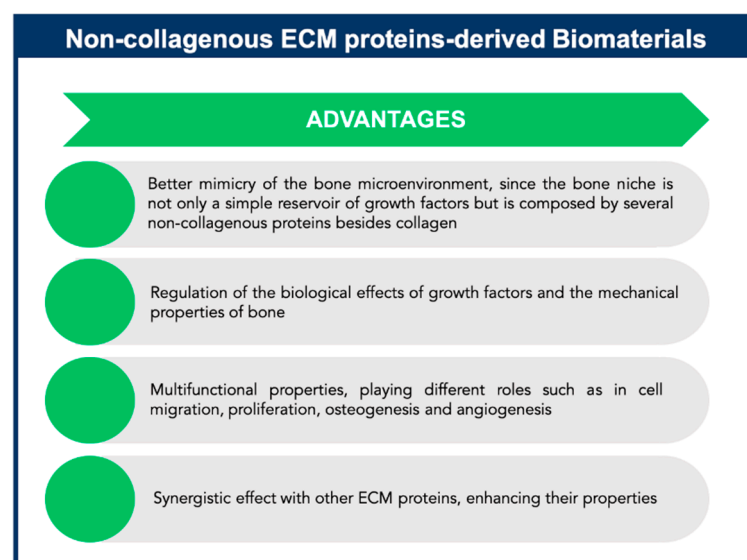 Non-collagenous ECM proteins-derived Biomaterials
ADVANTAGES
Better mimicry of the bone microenvironment, since the bone niche is
not only a simple reservoir of growth factors but is composed by several
non-collagenous proteins besides collagen
Regulation of the biological effects of growth factors and the mechanical
properties of bone
Multifunctional properties, playing different roles such as in cell
migration, proliferation, osteogenesis and angiogenesis
Synergistic effect with other ECM proteins, enhancing their properties